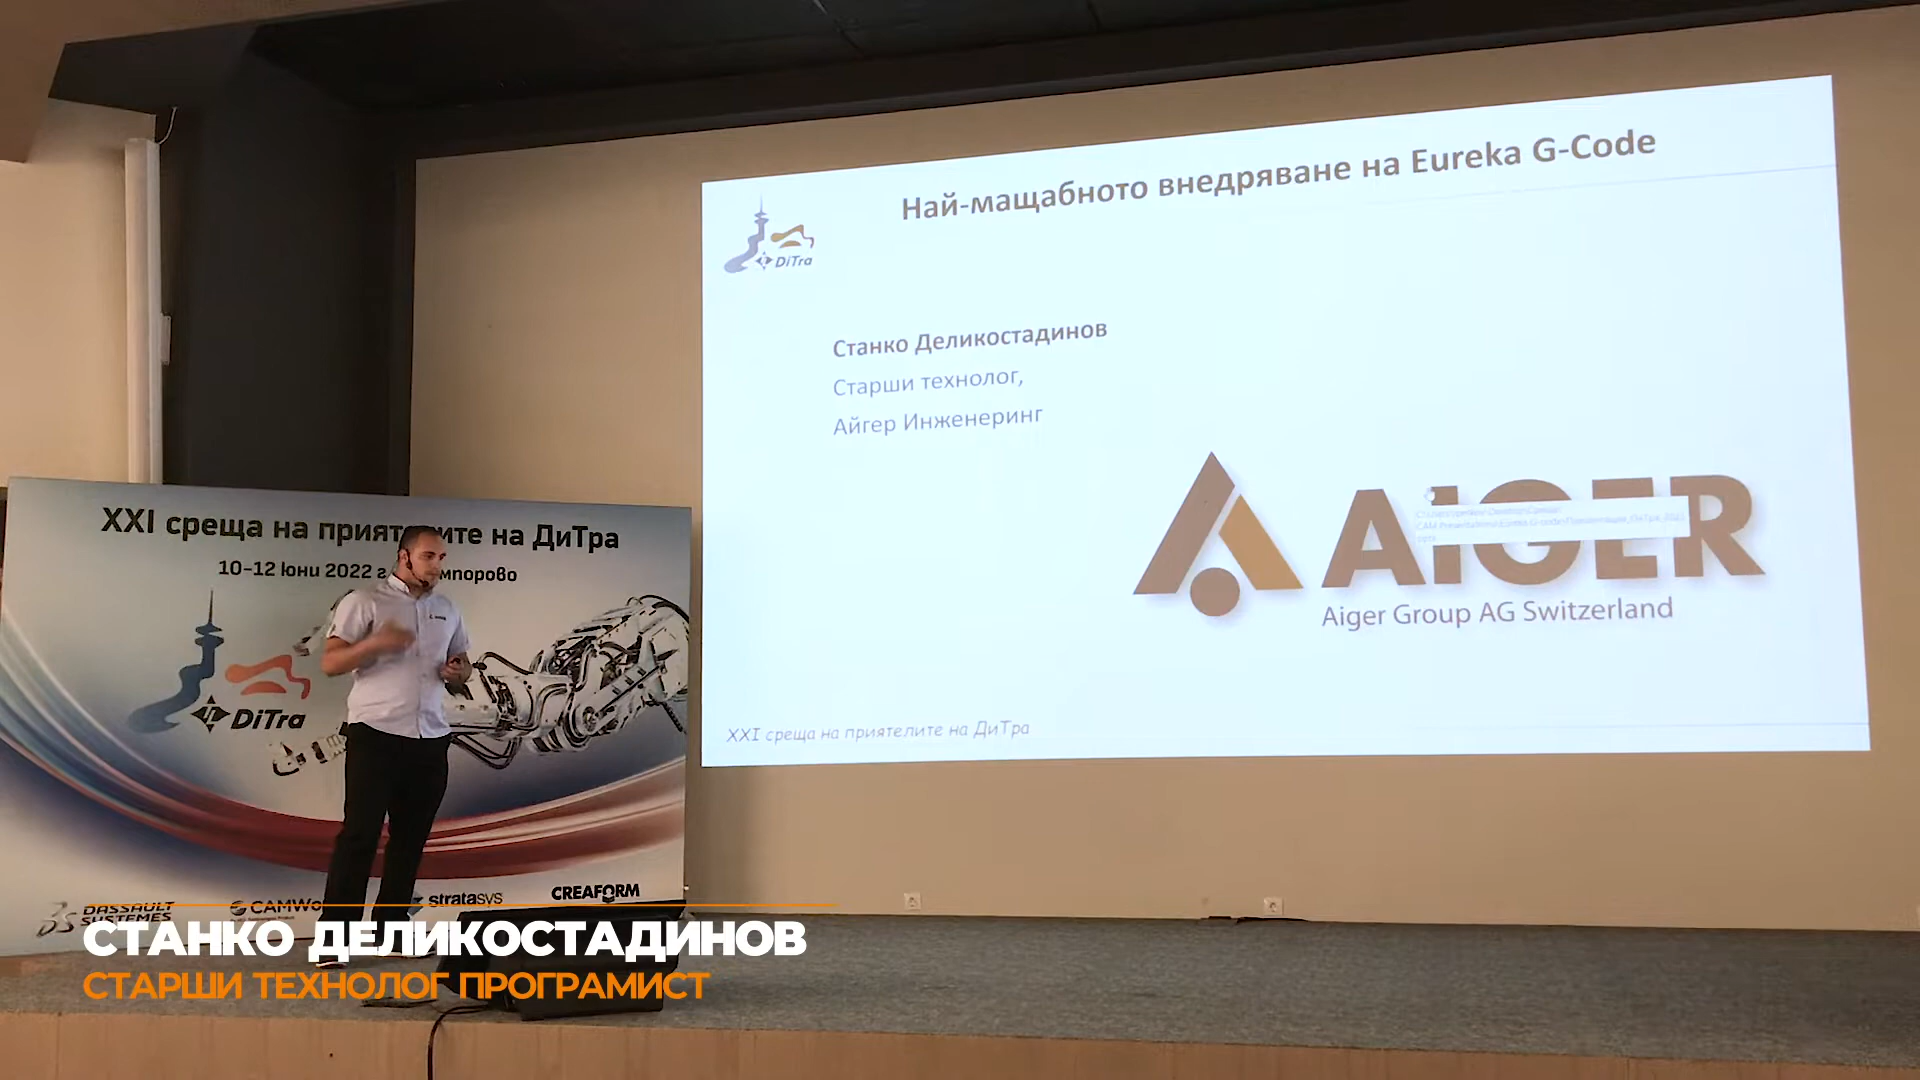 Най-мащабното внедряване на Eureka G-Code
DiTra
Станко Деликостадинов
Старши технолог,
Айгер Инженеринг
AiGER
Aiger Group AG Switzerland
XXI среща на приятелите на ДиТра
XXI среща на приятелите на ДиТра
10-12 юни 2022 г.
DiTra
DASSAULT
SYSTEMES
CAMWo
stratasys
CREAFORM
СТАНКО ДЕЛИКОСТАДИНОВ
СТАРШИ ТЕХНОЛОГ ПРОГРАМИСТ